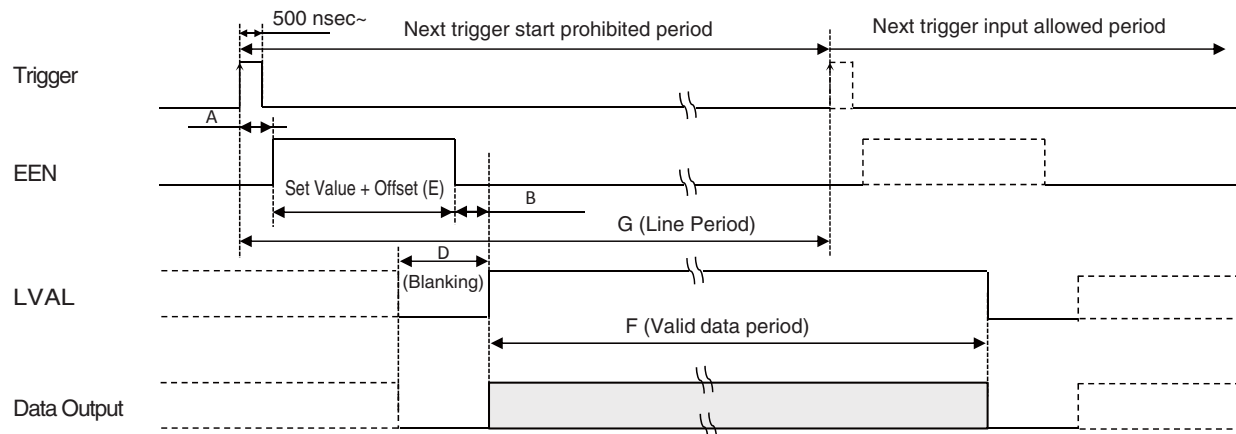 500 nsec~
Next trigger start prohibited period
Next trigger input allowed period
Trigger
A
EEN
Set Value + Offset (E)
B
G (Line Period)
D
(Blanking)
LVAL
F (Valid data period)
Data Output